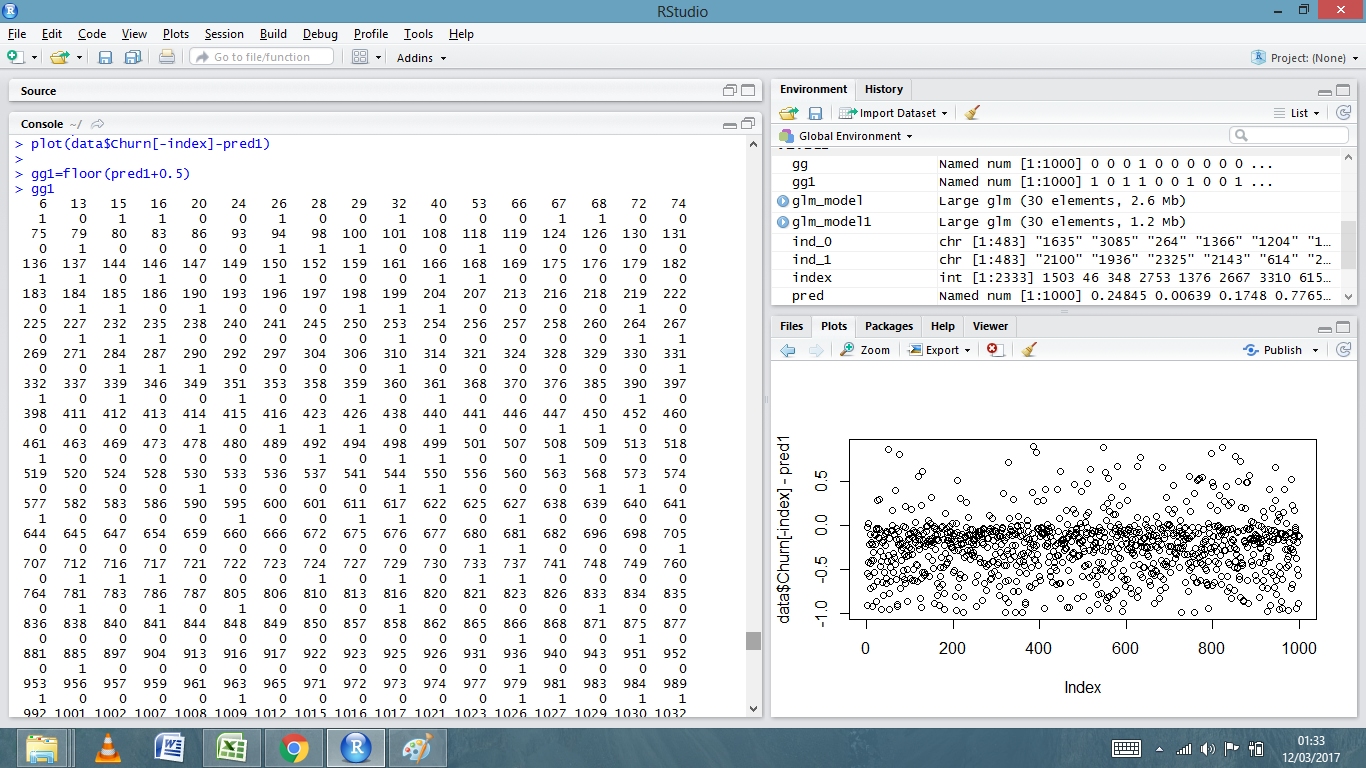 RStudio
File Edit Code View Plots Session Build Debug Profile Tools Help
Go to file/function Addins Project: (None)
Source
Console ~/
> plot(data$Churn[-index]-pred1)
>
> gg1=floor(pred1+0.5)
> gg1
6 13 15 16 20 24 26 28 29 32 40 53 66 67 68 72 74
1 0 1 1 0 0 1 0 0 1 0 0 0 1 1 0 0
75 79 80 83 86 93 94 98 100 101 108 118 119 124 126 130 131
0 0 0 0 0 0 1 1 1 0 0 1 0 0 0 0 0
136 137 144 146 147 149 150 152 159 161 166 168 169 175 176 179 182
1 1 0 0 1 0 1 0 0 0 1 1 0 0 0 0 0
183 184 185 186 190 193 196 197 198 199 204 207 213 216 218 219 222
0 1 1 0 1 0 0 0 1 1 1 0 0 0 0 1 0
225 227 232 235 238 240 241 245 250 253 254 256 257 258 260 264 267
0 1 1 1 0 0 0 0 0 1 0 0 0 0 0 1 1
269 271 284 287 290 292 297 304 306 310 314 321 324 328 329 330 331
0 0 1 1 1 0 0 0 0 1 0 0 0 0 0 0 1
332 337 339 346 349 351 353 358 359 360 361 368 370 376 385 390 397
1 0 1 0 0 1 0 0 1 0 1 0 0 0 0 1 0
398 411 412 413 414 415 416 423 426 438 440 441 446 447 450 452 460
0 0 0 0 1 0 1 1 1 0 1 1 0 1 1 0 0
461 463 469 473 478 480 489 492 494 498 499 501 507 508 509 513 518
1 0 0 0 0 0 0 1 0 1 1 0 0 1 0 0 0
519 520 524 528 530 533 536 537 541 544 550 556 560 563 568 573 574
0 0 0 0 1 0 0 0 0 1 1 0 0 0 1 1 0
577 582 583 586 590 595 600 601 611 617 622 625 627 638 639 640 641
1 0 0 0 0 1 0 0 1 1 0 0 1 0 0 0 0
644 645 647 654 659 660 666 672 675 676 677 680 681 682 696 698 705
0 0 0 0 0 0 0 0 0 0 0 1 1 0 0 0 1
707 712 716 717 721 722 723 724 727 729 730 733 737 741 748 749 760
0 1 1 1 0 0 0 1 0 1 0 1 1 0 0 0 0
764 781 783 786 787 805 806 810 813 816 820 821 823 826 833 834 835
0 1 0 1 0 1 0 0 0 1 0 0 0 1 0 0 0
836 838 840 841 844 848 849 850 857 858 862 865 866 868 871 875 877
0 0 0 0 0 0 0 0 0 0 0 0 1 0 1 1 0
881 885 897 904 913 916 917 922 923 925 926 931 936 940 943 951 952
0 1 0 0 0 0 0 0 0 0 0 0 1 0 1 0 0
953 956 957 959 961 963 965 971 972 973 974 977 979 981 983 984 989
1 0 0 0 0 1 0 0 0 0 0 0 1 1 0 1 1
992 1001 1002 1007 1008 1009 1012 1015 1016 1017 1021 1023 1026 1027 1029 1030 1032
Environment History
Import Dataset List
Global Environment
gg Named num [1:1000] 0 0 0 1 0 0 0 0 0 0 ...
gg1 Named num [1:1000] 1 0 1 1 0 0 1 0 0 1 ...
glm_model Large glm (30 elements, 2.6 Mb)
glm_model1 Large glm (30 elements, 1.2 Mb)
ind_0 chr [1:483] "1635" "3085" "264" "1366" "1204" "1...
ind_1 chr [1:483] "2100" "1936" "2325" "2143" "614" "2...
index int [1:2333] 1503 46 348 2753 1376 2667 3310 615...
pred Named num [1:1000] 0.24845 0.00639 0.1748 0.7765...
Files Plots Packages Help Viewer
Zoom Export Publish
data$Churn[-index] - pred1
0.5
0.0
-0.5
-1.0
0 200 400 600 800 1000
Index
01:33
12/03/2017